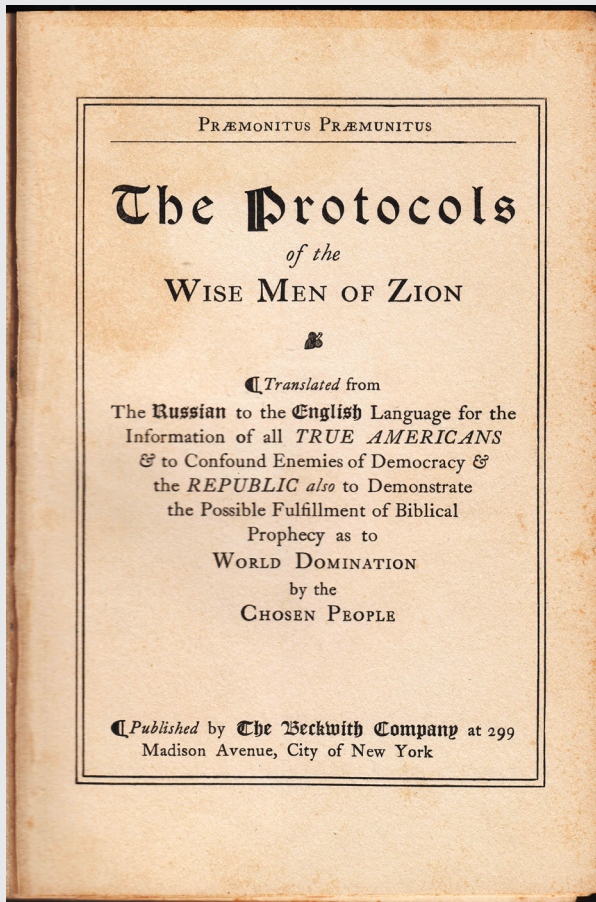 PRÆMONITUS PRÆMUNITUS
The Protocols
of the
WISE MEN OF ZION
¶ Translated from
The Russian to the English Language for the
Information of all TRUE AMERICANS
& to Confound Enemies of Democracy &
the REPUBLIC also to Demonstrate
the Possible Fulfillment of Biblical
Prophecy as to
WORLD DOMINATION
by the
CHOSEN PEOPLE
¶ Published by The Beckwith Company at 299
Madison Avenue, City of New York